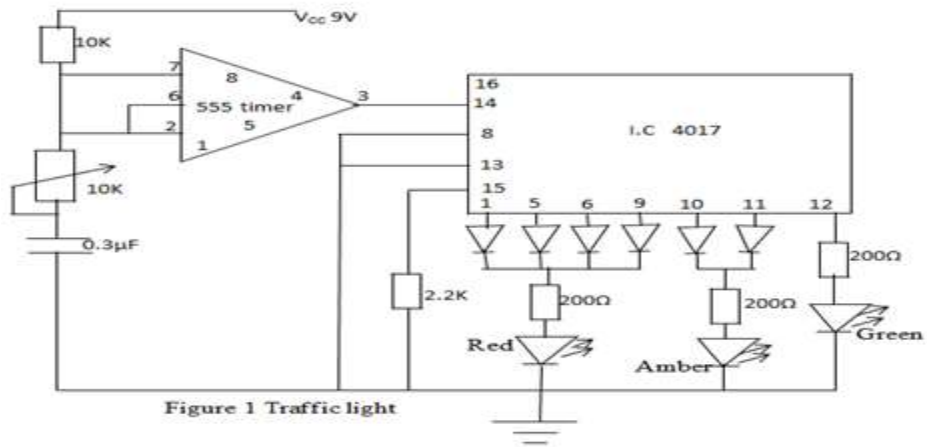 Vcc 9V
10K
7
8
6
555 timer
4
3
2
5
1
10K
0.3µF
16
14
8
I.C 4017
13
15
1 5 6 9 10 11 12
2.2K
200Ω
200Ω
200Ω
Red
Amber
Green
Figure 1 Traffic light